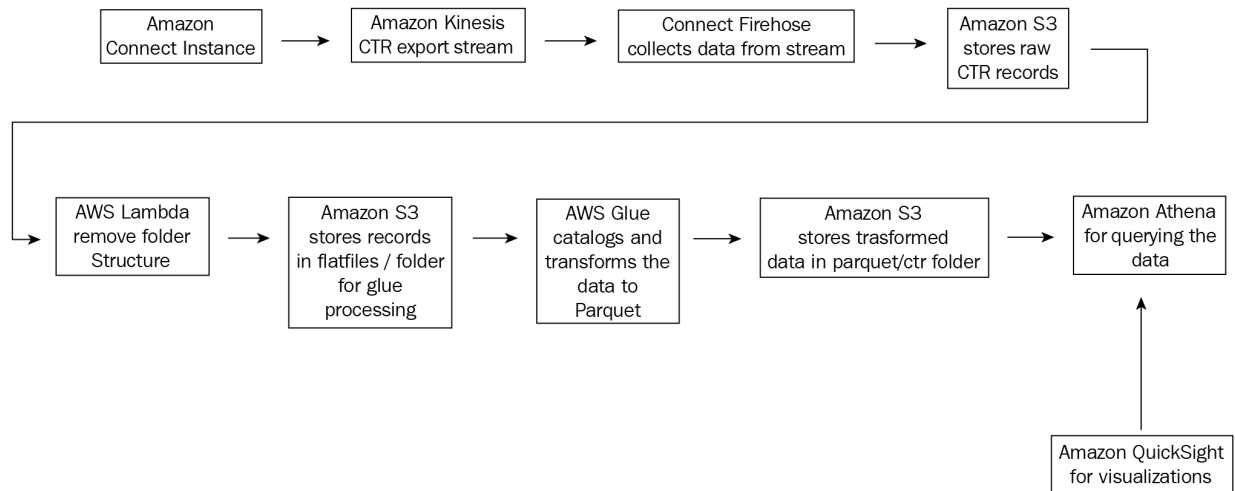 Amazon
Connect Instance
Amazon Kinesis
CTR export stream
Connect Firehose
collects data from stream
Amazon S3
stores raw
CTR records
AWS Lambda
remove folder
Structure
Amazon S3
stores records
in flatfiles / folder
for glue
processing
AWS Glue
catalogs and
transforms the
data to
Parquet
Amazon S3
stores trasformed
data in parquet/ctr folder
Amazon Athena
for querying the
data
Amazon QuickSight
for visualizations